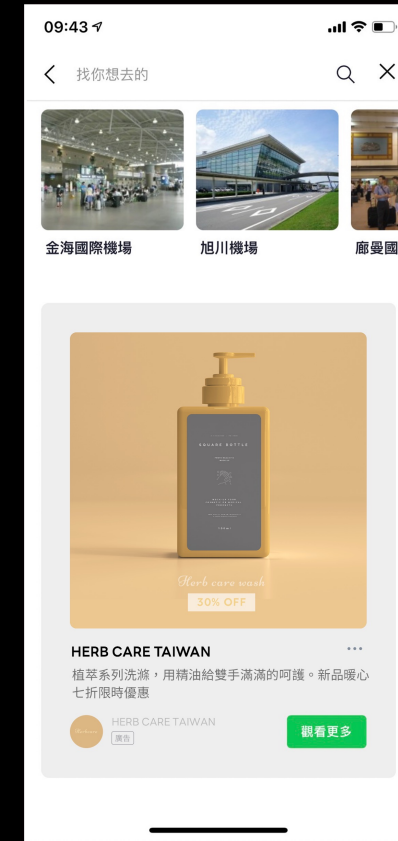 09:43
找你想去的
金海國際機場
旭川機場
廊曼國
SQUARE BOTTLE
Herb care wash
30% OFF
HERB CARE TAIWAN
植萃系列洗滌，用精油給雙手滿滿的呵護。新品暖心
七折限時優惠
HERB CARE TAIWAN
廣告
觀看更多